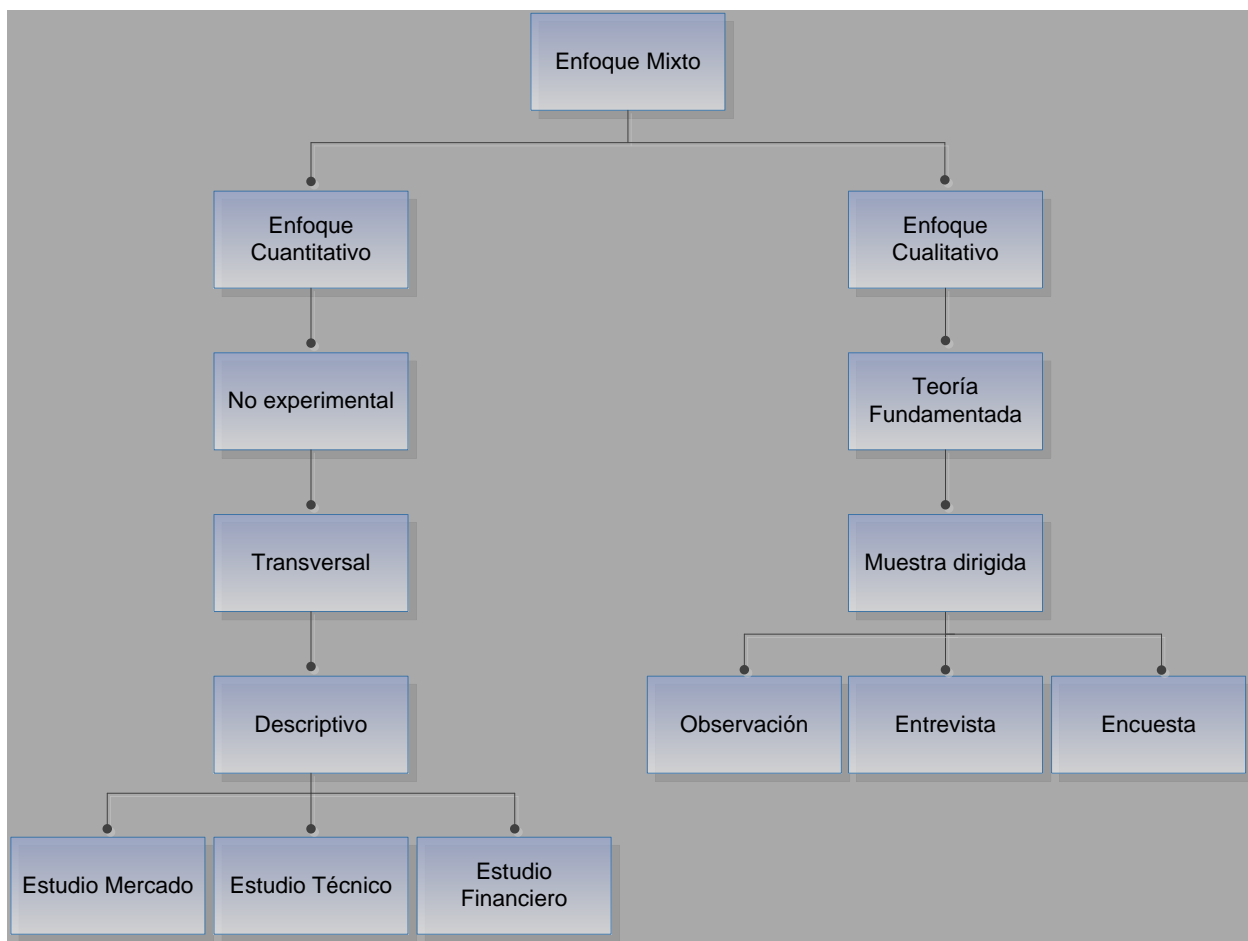 Enfoque Mixto
Enfoque
Cuantitativo
Enfoque
Cualitativo
No experimental
Teoría
Fundamentada
Transversal
Muestra dirigida
Descriptivo
Observación
Entrevista
Encuesta
Estudio Mercado
Estudio Técnico
Estudio
Financiero